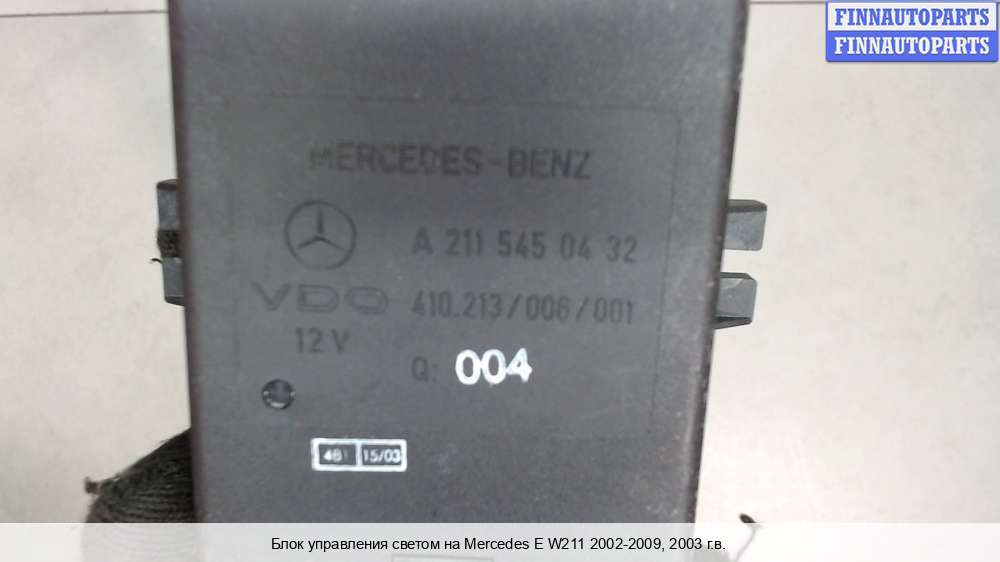 FINNAUTOPARTS
FINNAUTOPARTS
MERCEDES-BENZ
A 211 545 04 32
VDO 410.213/006/001
12 V
Q: 004
15/03
Блок управления светом на Mercedes E W211 2002-2009, 2003 г.в.